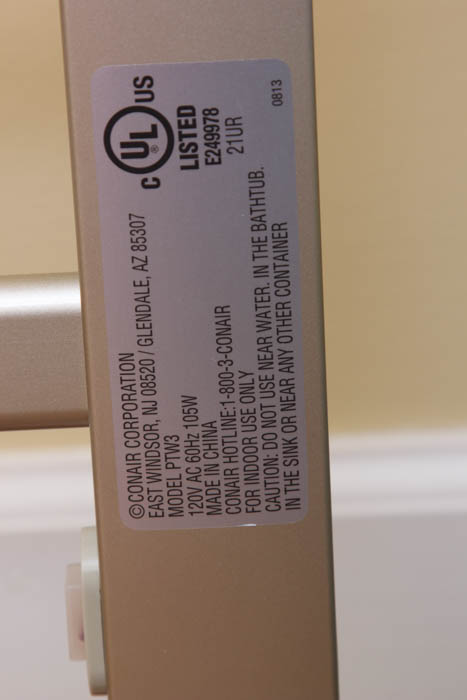 © CONAIR CORPORATION
EAST WINDSOR, NJ 08520 / GLENDALE, AZ 85307
MODEL PTW3
120V AC 60Hz 105W
MADE IN CHINA
CONAIR HOTLINE:1-800-3-CONAIR
FOR INDOOR USE ONLY
CAUTION: DO NOT USE NEAR WATER. IN THE BATHTUB.
IN THE SINK OR NEAR ANY OTHER CONTAINER
C UL US
®
LISTED
E249978
21UR
0813